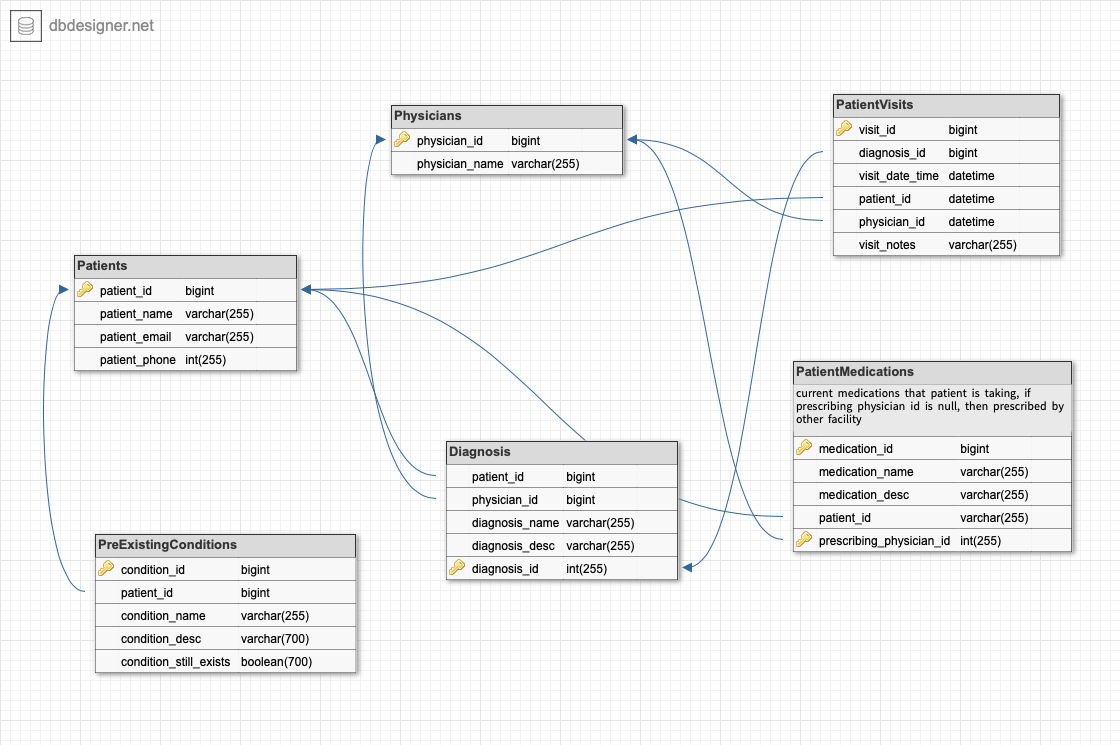 dbdesigner.net
Physicians
physician_id bigint
physician_name varchar(255)
PatientVisits
visit_id bigint
diagnosis_id bigint
visit_date_time datetime
patient_id datetime
physician_id datetime
visit_notes varchar(255)
Patients
patient_id bigint
patient_name varchar(255)
patient_email varchar(255)
patient_phone int(255)
PatientMedications
current medications that patient is taking, if
prescribing physician id is null, then prescribed by
other facility
medication_id bigint
medication_name varchar(255)
medication_desc varchar(255)
patient_id varchar(255)
prescribing_physician_id int(255)
Diagnosis
patient_id bigint
physician_id bigint
diagnosis_name varchar(255)
diagnosis_desc varchar(255)
diagnosis_id int(255)
PreExistingConditions
condition_id bigint
patient_id bigint
condition_name varchar(255)
condition_desc varchar(700)
condition_still_exists boolean(700)